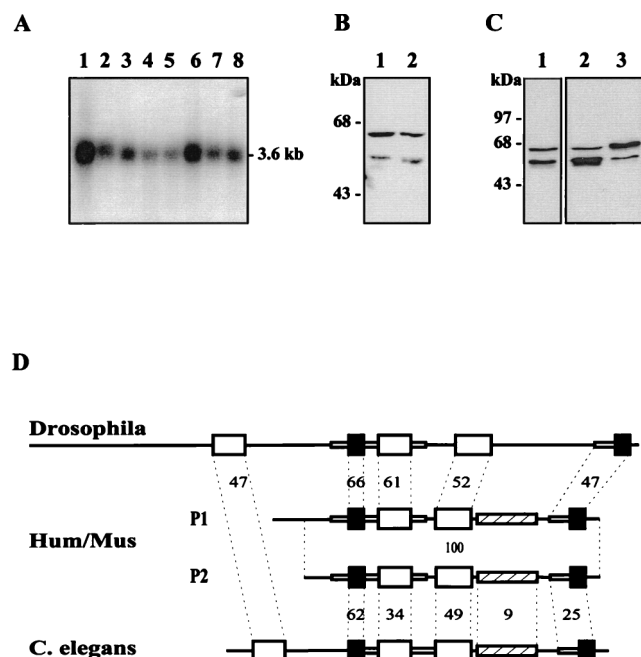 A
1 2 3 4 5 6 7 8
- 3.6 kb
B
1 2
kDa
68 -
43 -
C
1 2 3
kDa
97 -
68 -
43 -
D
Drosophila
47 66 61 52 47
P1
Hum/Mus
100
P2
62 34 49 9 25
C. elegans